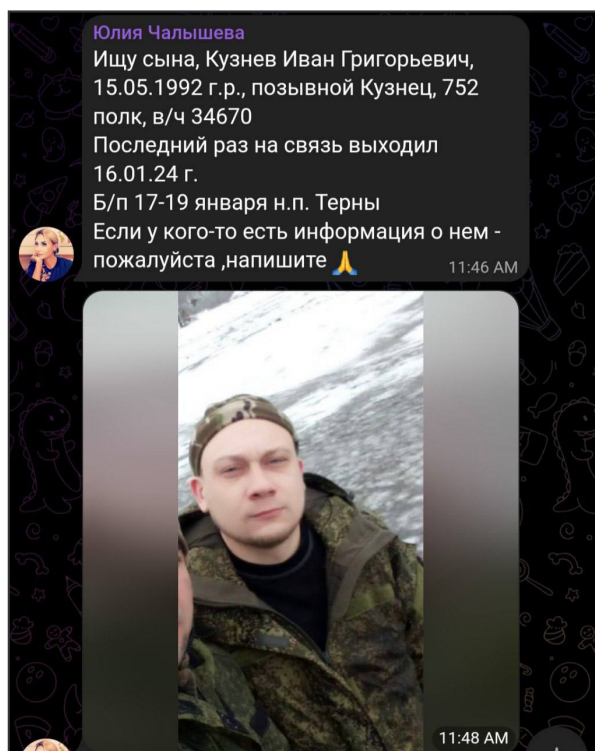 Юлия Чалышева
Ищу сына, Кузнев Иван Григорьевич,
15.05.1992 г.р., позывной Кузнец, 752
полк, в/ч 34670
Последний раз на связь выходил
16.01.24 г.
Б/п 17-19 января н.п. Терны
Если у кого-то есть информация о нем -
пожалуйста ,напишите 🙏
11:46 AM
11:48 AM